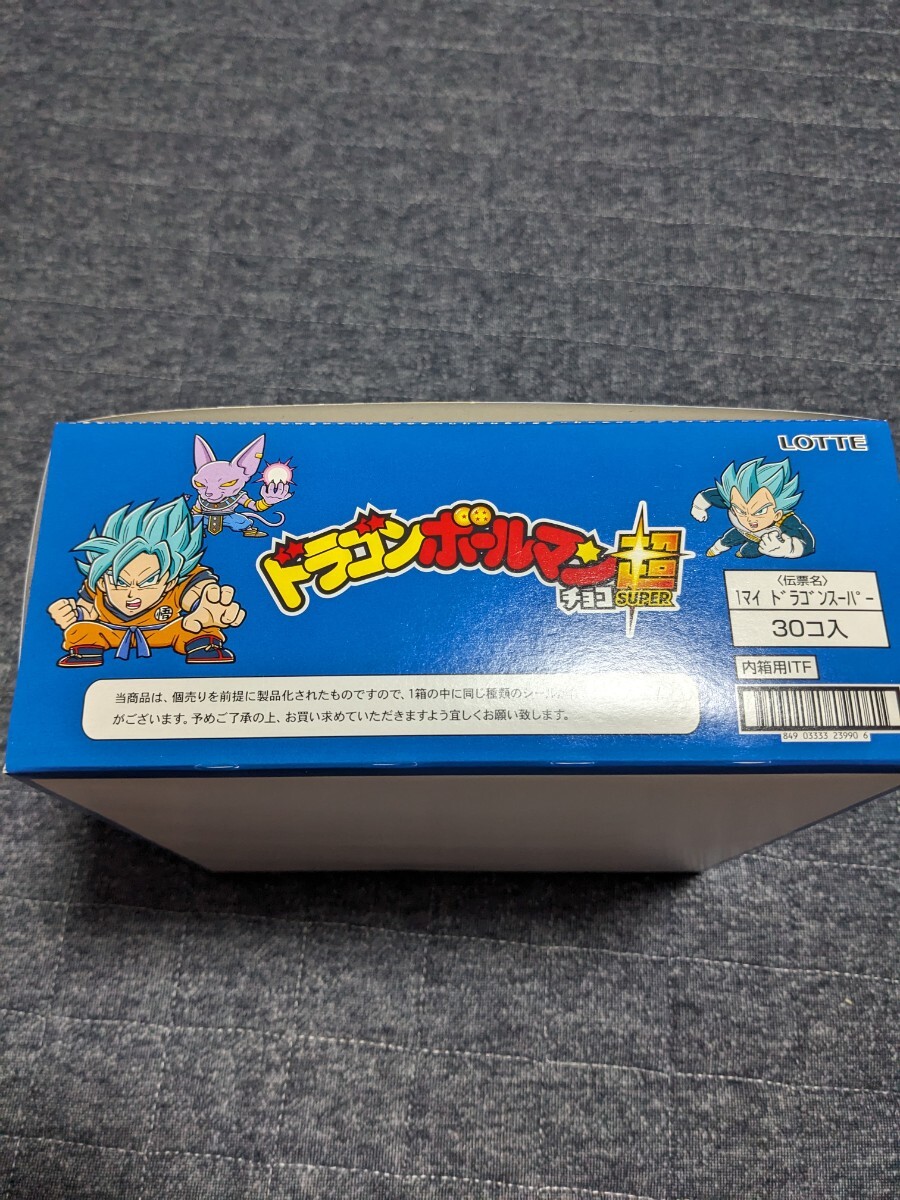 LOTTE
ドラゴンボールマン超
チョコ SUPER
〈伝票名〉
1マイ ドラゴンスーパー
30コ入
内箱用ITF
849 03333 23990 6
当商品は、個売りを前提に製品化されたものですので、1箱の中に同じ種類のシール
がございます。予めご了承の上、お買い求めていただきますよう宜しくお願い致します。